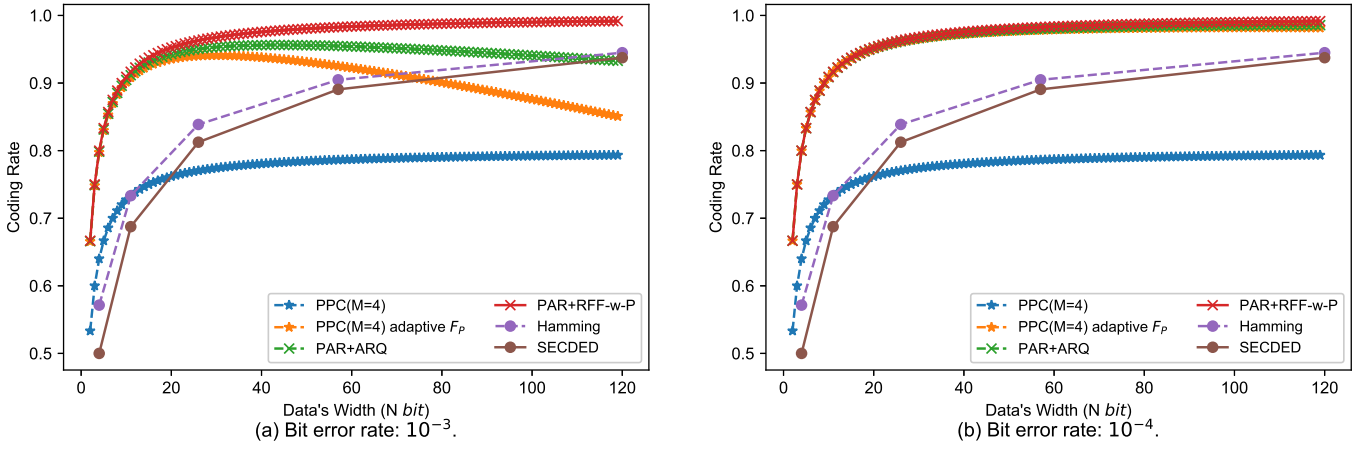 1.0
0.9
0.8
0.7
0.6
0.5
Coding Rate
0 20 40 60 80 100 120
Data's Width (N bit)
PPC(M=4)
PPC(M=4) adaptive F_P
PAR+ARQ
PAR+RFF-w-P
Hamming
SECDED
(a) Bit error rate: 10⁻³.
1.0
0.9
0.8
0.7
0.6
0.5
Coding Rate
0 20 40 60 80 100 120
Data's Width (N bit)
PPC(M=4)
PPC(M=4) adaptive F_P
PAR+ARQ
PAR+RFF-w-P
Hamming
SECDED
(b) Bit error rate: 10⁻⁴.